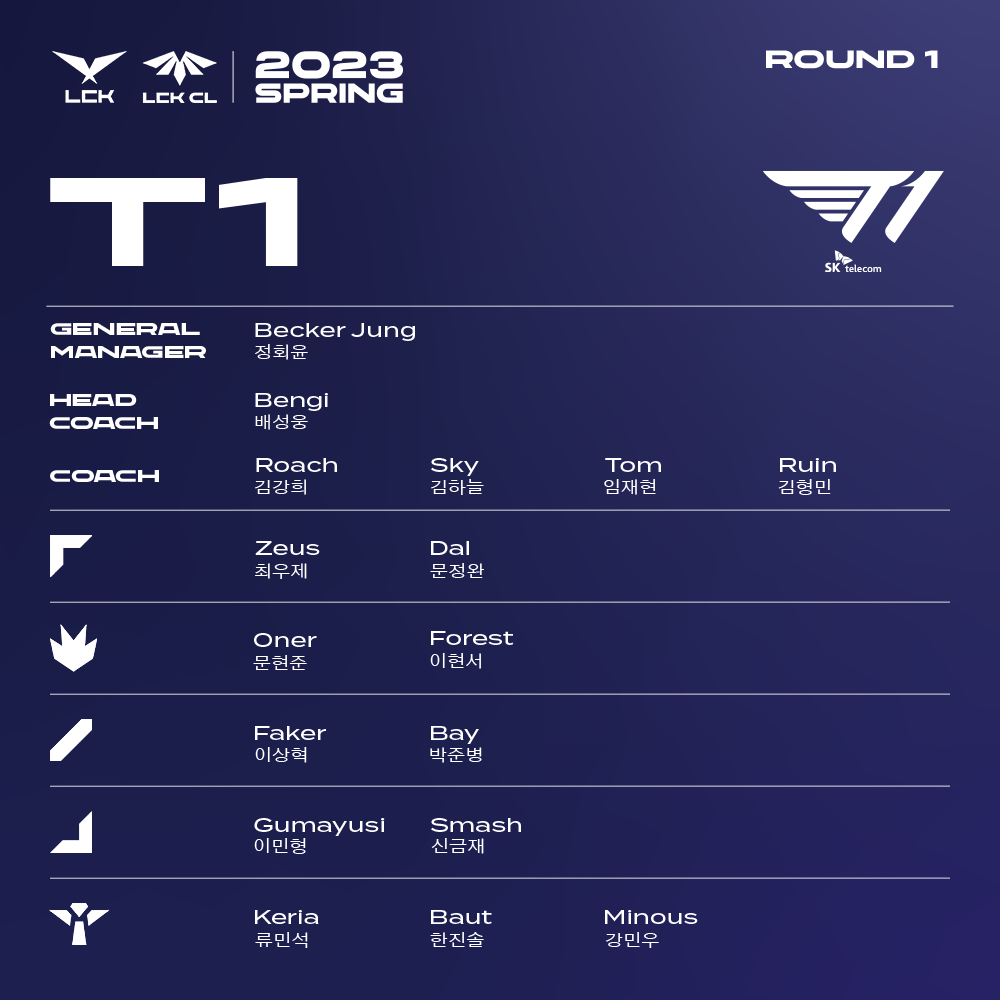 LCK
LCK CL
2023
SPRING
ROUND 1
T1
T1
SK telecom
GENERAL
MANAGER
Becker Jung
정회윤
HEAD
COACH
Bengi
배성웅
COACH
Roach Sky Tom Ruin
김강희 김하늘 임재현 김형민
Zeus Dal
최우제 문정완
Oner Forest
문현준 이현서
Faker Bay
이상혁 박준병
Gumayusi Smash
이민형 신금재
Keria Baut Minous
류민석 한진솔 강민우